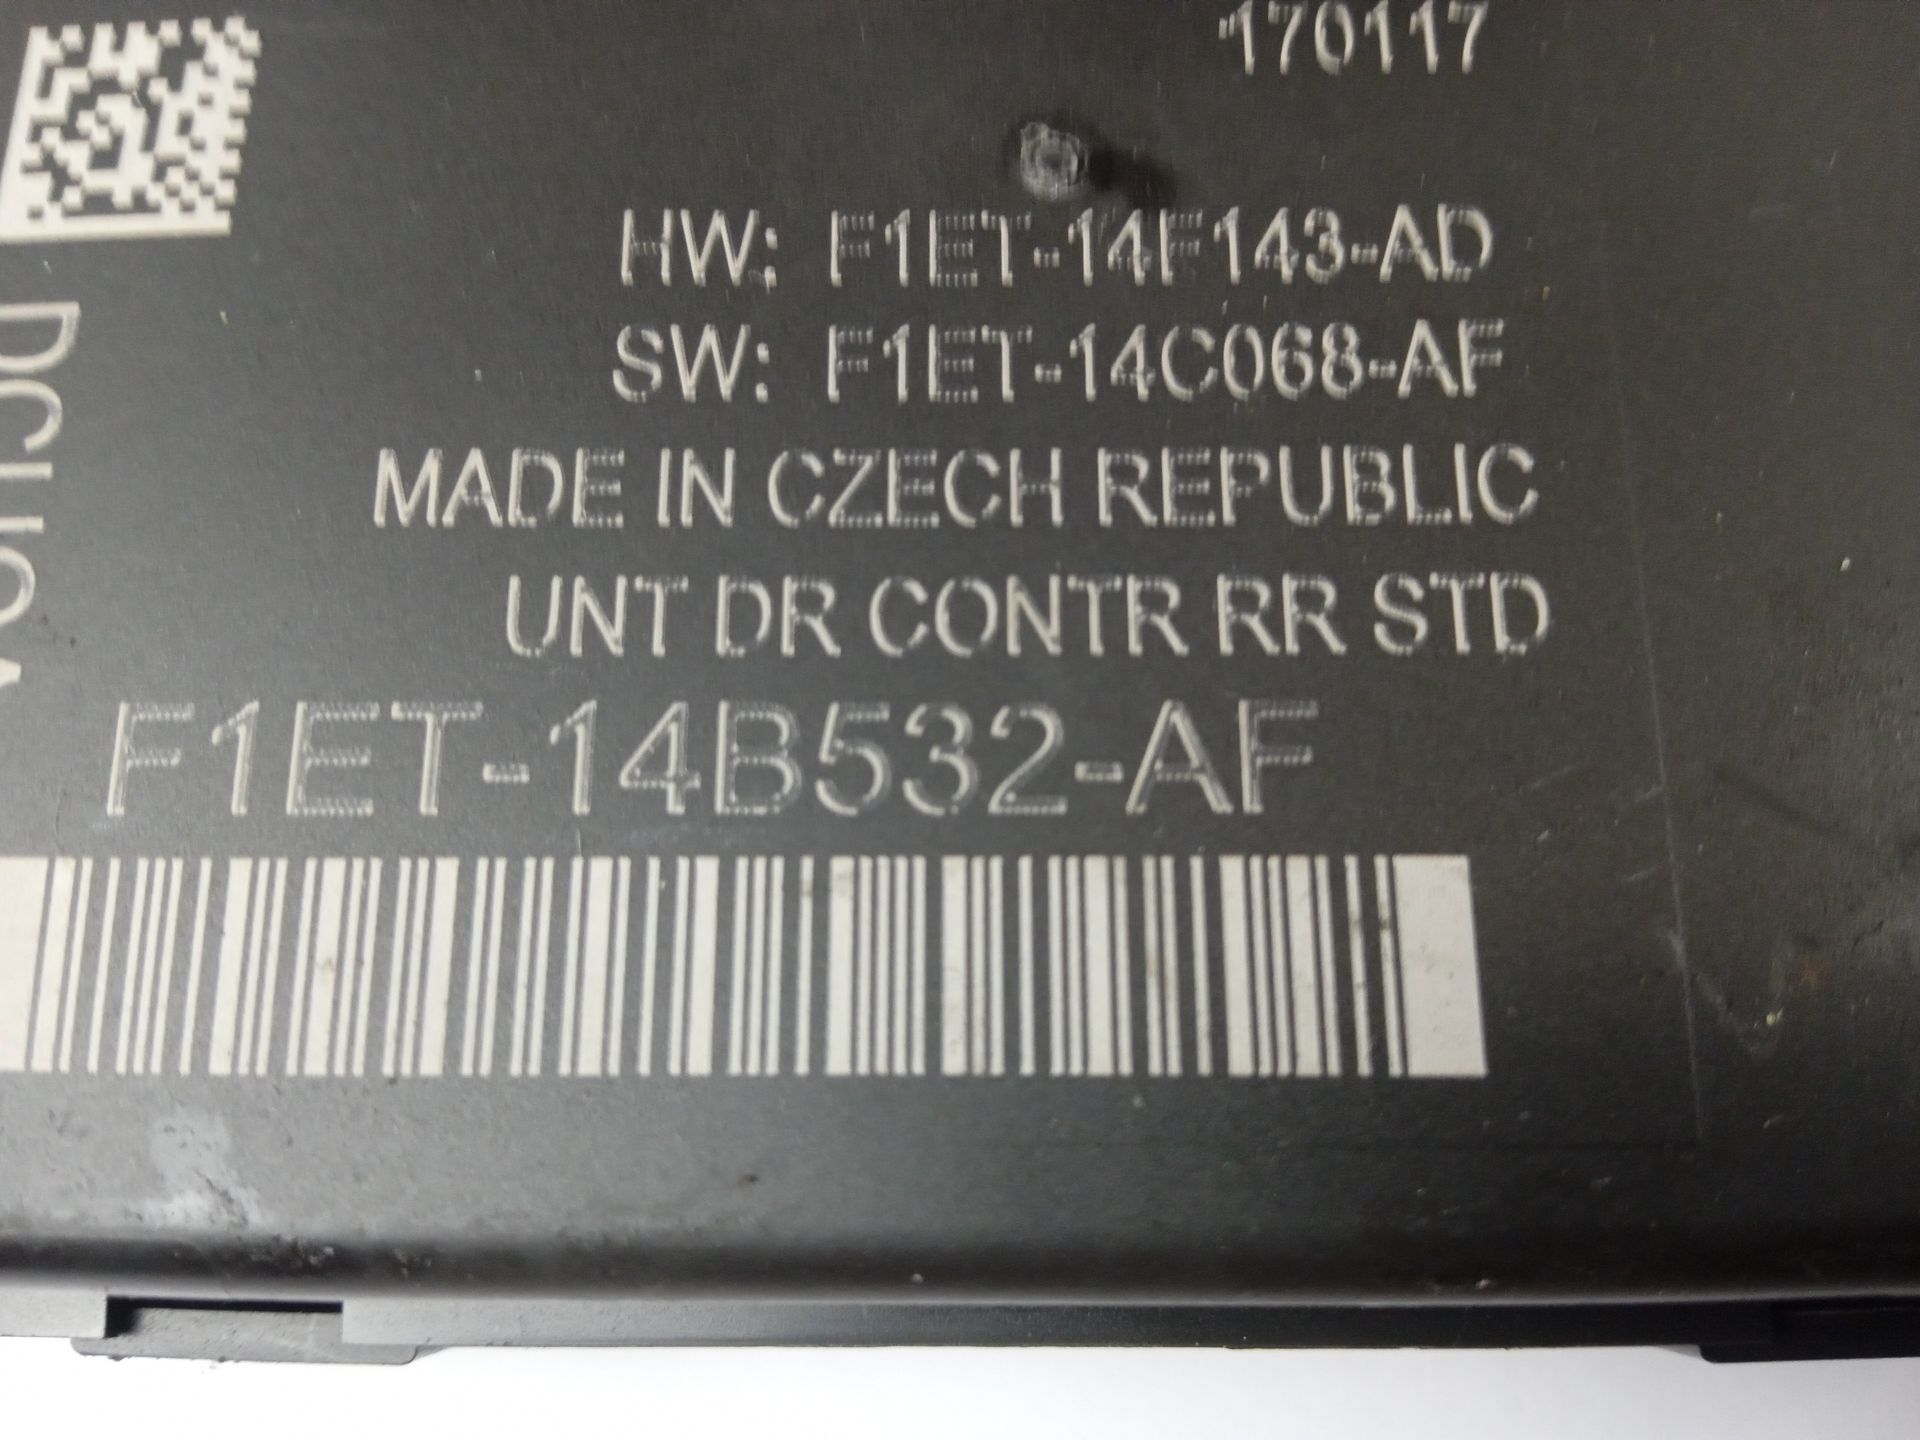 170117
HW: F1ET-14F143-AD
SW: F1ET-14C068-AF
MADE IN CZECH REPUBLIC
UNT DR CONTR RR STD
F1ET-14B532-AF